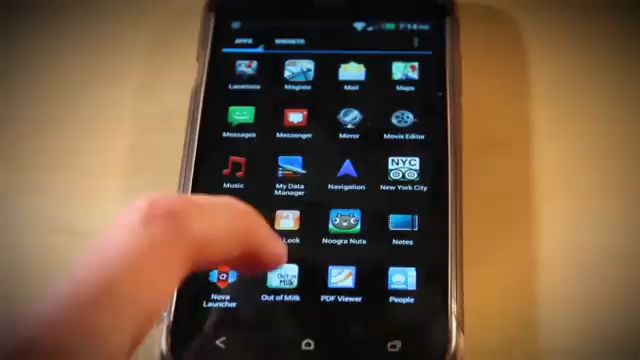 APPS WIDGETS
Locations Magisto Mail Maps
Messages Messenger Mirror Movie Editor
NYC
Music My Data Manager Navigation New York City
Lock Noogra Nuts Notes
Out of Milk
Nova Launcher Out of Milk PDF Viewer People